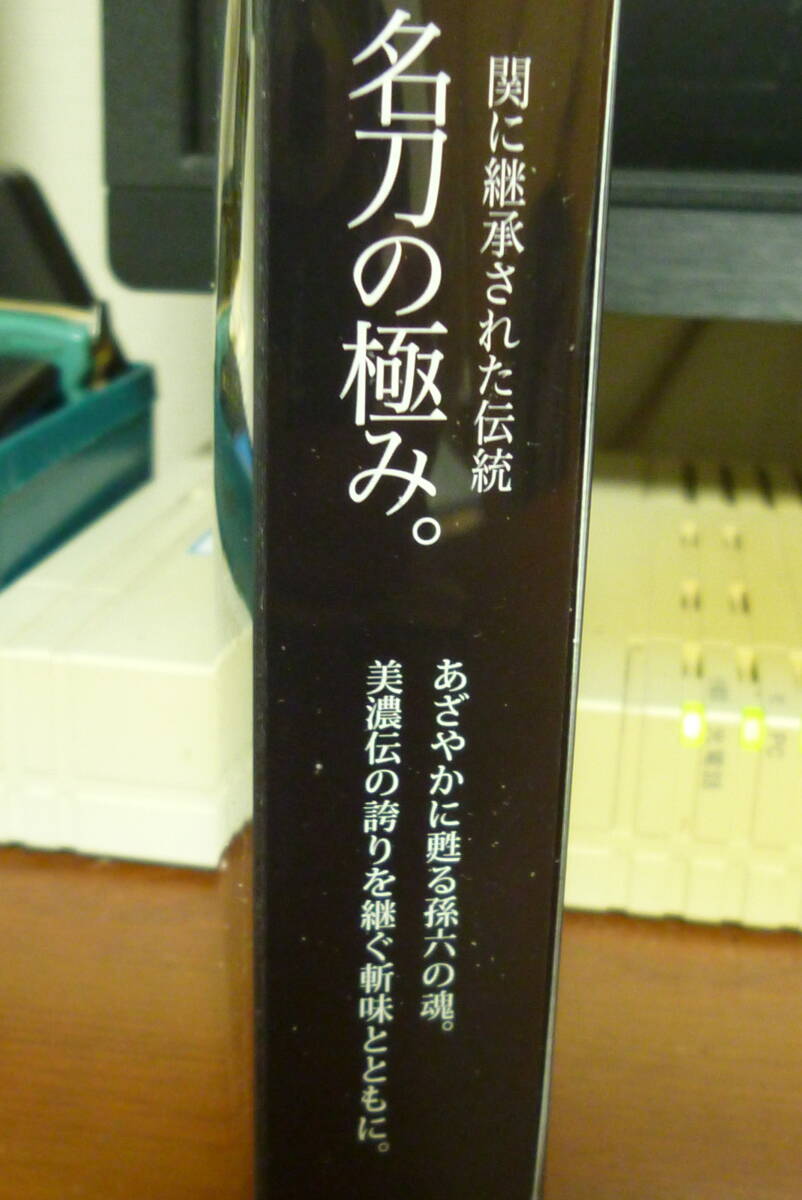 関に継承された伝統
名刀の極み。
あざやかに甦る孫六の魂。
美濃伝の誇りを継ぐ斬味とともに。